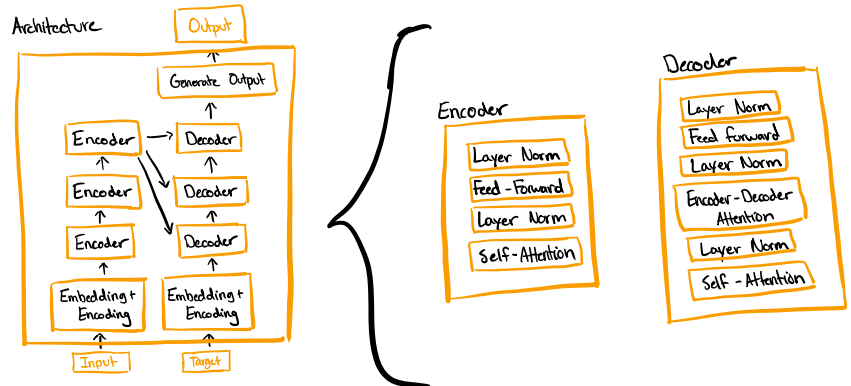 Architecture
Output
Generate Output
Encoder
Decoder
Encoder
Decoder
Encoder
Decoder
Embedding+
Encoding
Embedding+
Encoding
Input
Target
Encoder
Layer Norm
Feed-Forward
Layer Norm
Self-Attention
Decoder
Layer Norm
Feed Forward
Layer Norm
Encoder-Decoder
Attention
Layer Norm
Self-Attention